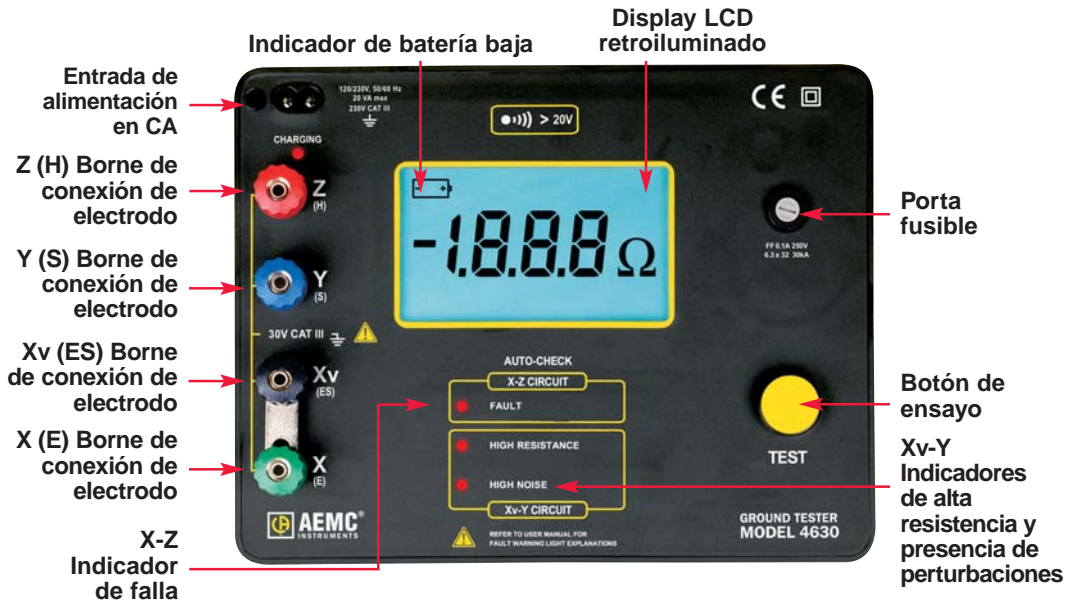 Indicador de batería baja
Display LCD
retroiluminado
Entrada de
alimentación
en CA
Z (H) Borne de
conexión de
electrodo
Y (S) Borne de
conexión de
electrodo
Xv (ES) Borne
de conexión de
electrodo
X (E) Borne de
conexión de
electrodo
X-Z
Indicador
de falla
120/230V, 50/60 Hz
20 VA max
230V CAT III
CHARGING
> 20V
CE
Z
(H)
Y
(S)
30V CAT III
Xv
(ES)
X
(E)
-1.8.8.8 Ω
FF 0.1A 250V
6.3 x 32 30kA
AUTO-CHECK
X-Z CIRCUIT
FAULT
HIGH RESISTANCE
HIGH NOISE
Xv-Y CIRCUIT
REFER TO USER MANUAL FOR
FAULT WARNING LIGHT EXPLANATIONS
TEST
AEMC®
INSTRUMENTS
GROUND TESTER
MODEL 4630
Porta
fusible
Botón de
ensayo
Xv-Y
Indicadores
de alta
resistencia y
presencia de
perturbaciones